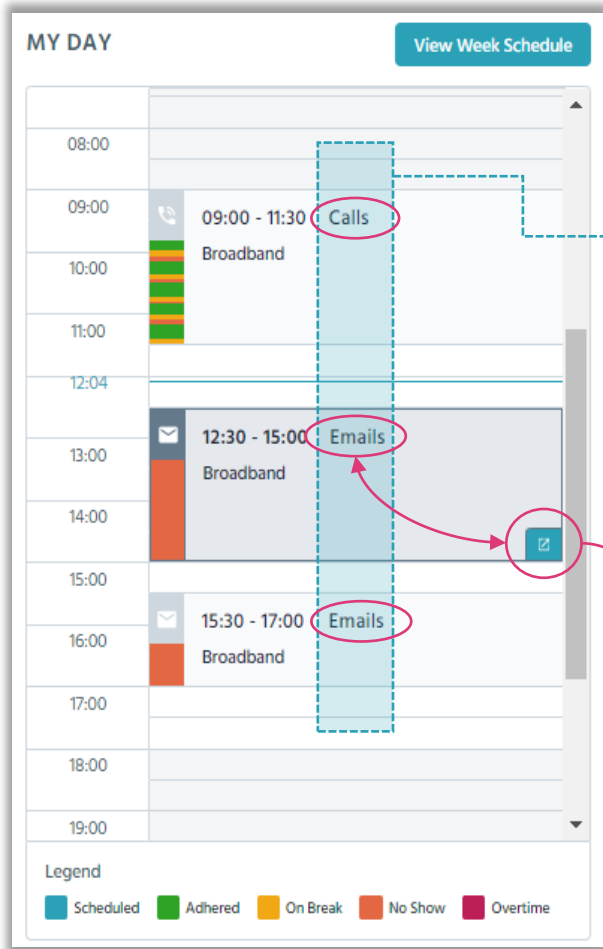 MY DAY
View Week Schedule
08:00
09:00
09:00 - 11:30 Calls
Broadband
10:00
11:00
12:04
12:30 - 15:00 Emails
13:00
Broadband
14:00
15:00
15:30 - 17:00 Emails
16:00
Broadband
17:00
18:00
19:00
Legend
Scheduled Adhered On Break No Show Overtime